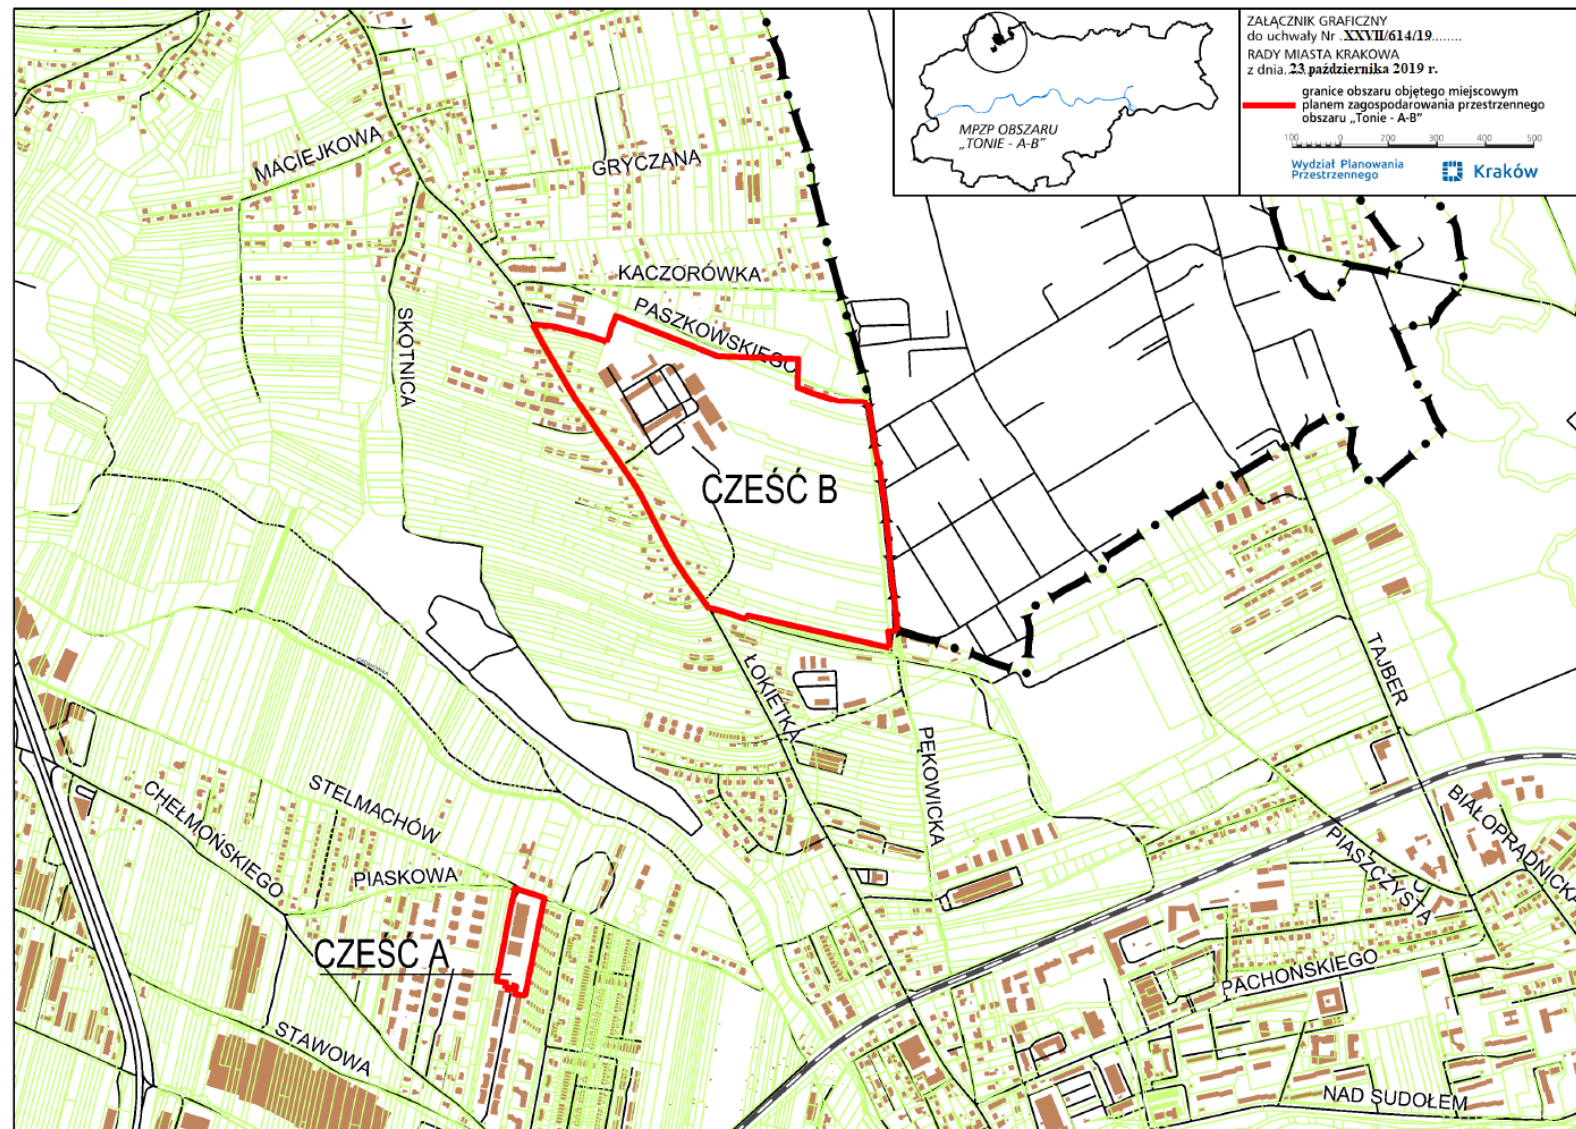 ZAŁĄCZNIK GRAFICZNY
do uchwały Nr .XXVII/614/19........
RADY MIASTA KRAKOWA
z dnia..23 października 2019 r.
granice obszaru objętego miejscowym
planem zagospodarowania przestrzennego
obszaru „Tonie - A-B”
100 0 200 300 400 500
Wydział Planowania
Przestrzennego
Kraków
MPZP OBSZARU
„TONIE - A-B”
MACIEJKOWA
GRYCZANA
KACZORÓWKA
PASZKOWSKIEGO
SKOTNICA
CZEŚĆ B
ŁOKIETKA
TAJBER
PĘKOWICKA
STELMACHÓW
CHEŁMOŃSKIEGO
PIASKOWA
BIAŁOPRĄDNICKA
PIASZCZYSTA
CZEŚĆ A
PACHOŃSKIEGO
STAWOWA
NAD SUDOŁEM